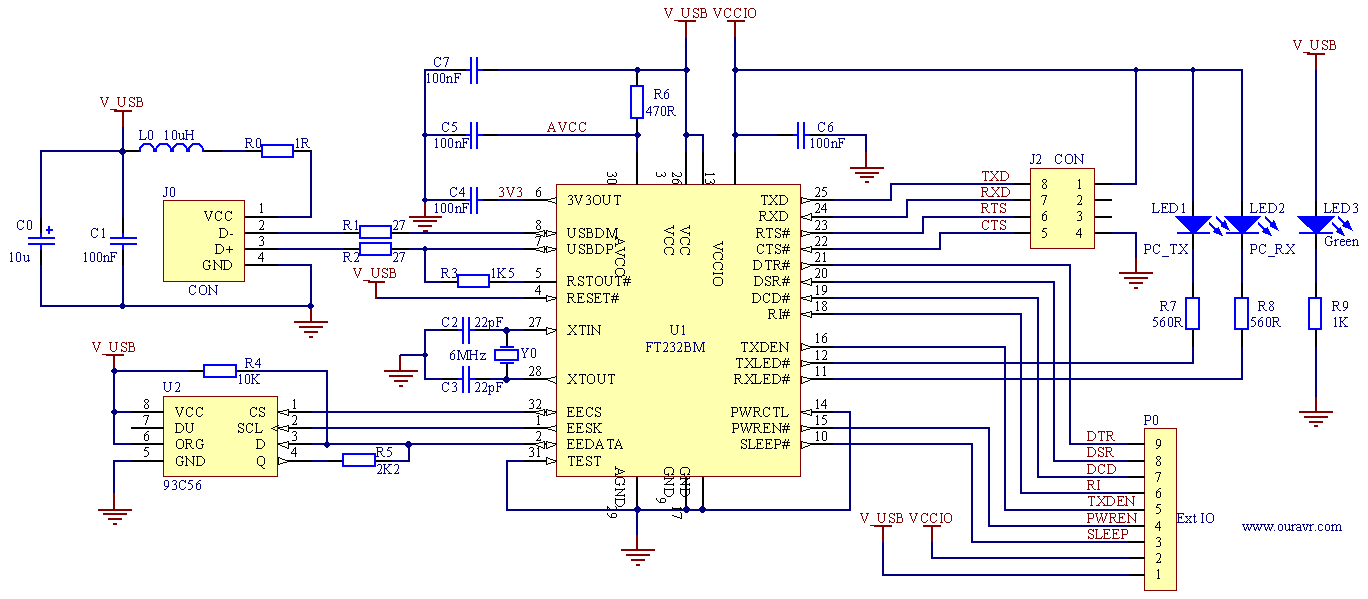 V_USB VCCIO
V_USB
C7
100nF
R6
470R
V_USB
L0 10uH
R0 1R
C5
100nF
AVCC
C6
100nF
J2 CON
TXD 8 1
RXD 7 2
RTS 6 3
CTS 5 4
J0
VCC 1
D- 2
D+ 3
GND 4
CON
C0 +
10u
C1
100nF
C4
100nF
3V3
R1 27
R2 27
V_USB
R3 1K5
30
3
26
13
6 3V3OUT
8 USBDM
7 USBDP
5 RSTOUT#
4 RESET#
27 XTIN
28 XTOUT
32 EECS
1 EESK
2 EEDATA
31 TEST
AVCC
VCC
VCC
VCCIO
U1
FT232BM
TXD 25
RXD 24
RTS# 23
CTS# 22
DTR# 21
DSR# 20
DCD# 19
RI# 18
TXDEN 16
TXLED# 12
RXLED# 11
PWRCTL 14
PWREN# 15
SLEEP# 10
AGND
29
GND
9
GND
17
LED1
PC_TX
LED2
PC_RX
LED3
Green
R7
560R
R8
560R
R9
1K
C2 22pF
6MHz
Y0
C3 22pF
V_USB
R4
10K
U2
8 VCC CS 1
7 DU SCL 2
6 ORG D 3
5 GND Q 4
93C56
R5
2K2
P0
DTR 9
DSR 8
DCD 7
RI 6
TXDEN 5
PWREN 4
SLEEP 3
2
1
Ext IO
V_USB VCCIO
www.ouravr.com